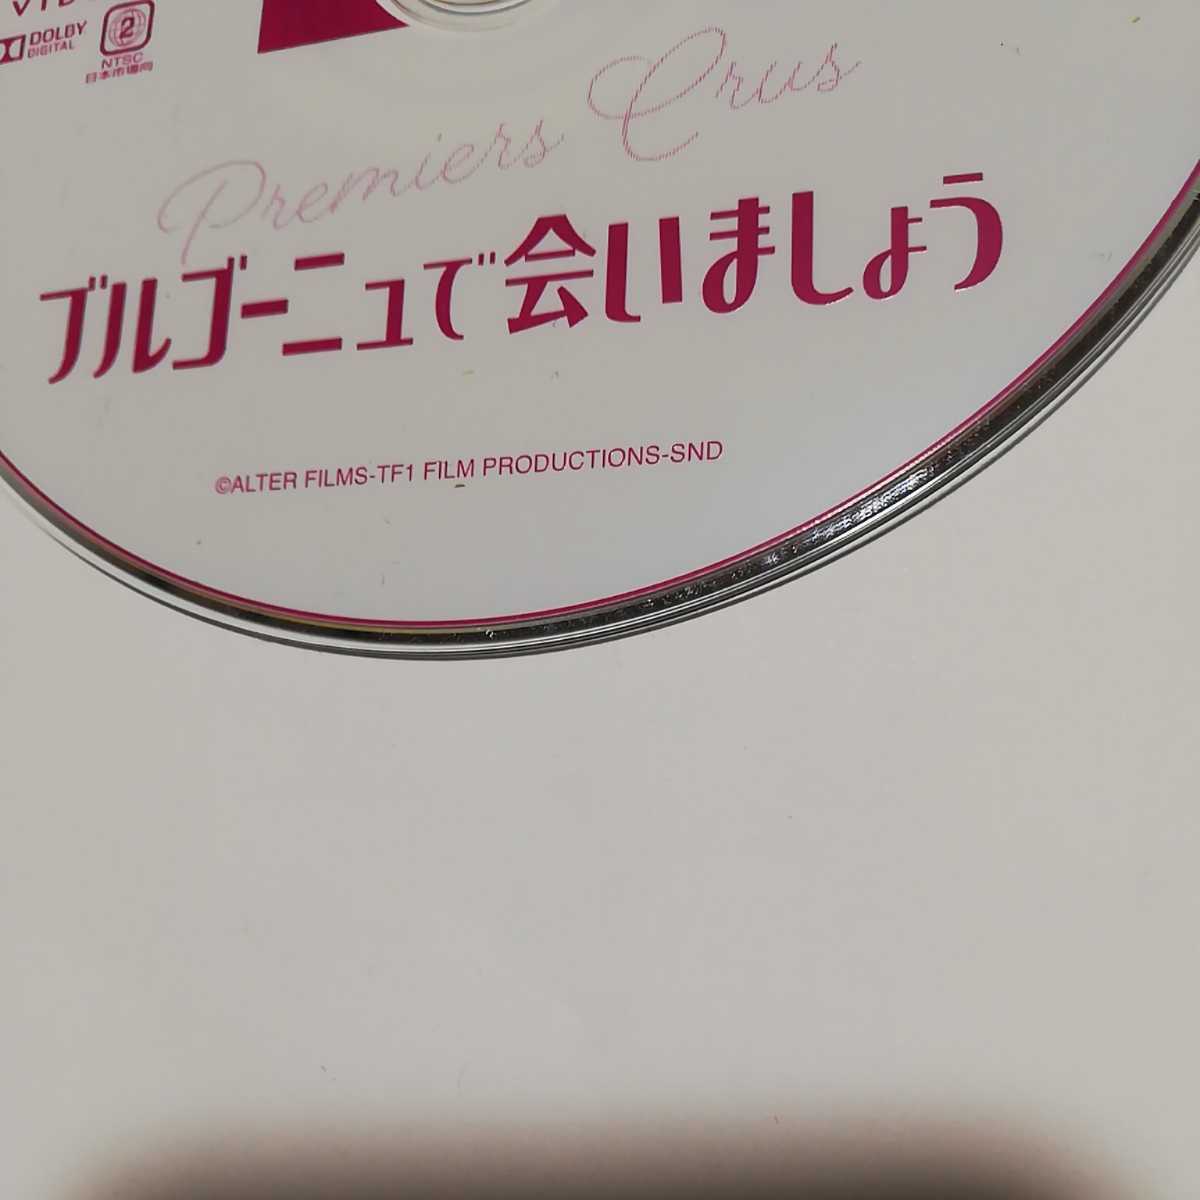 DOLBY
DIGITAL
2
NTSC
日本市場向
Premiers Crus
ブルゴーニュで会いましょう
©ALTER FILMS-TF1 FILM PRODUCTIONS-SND